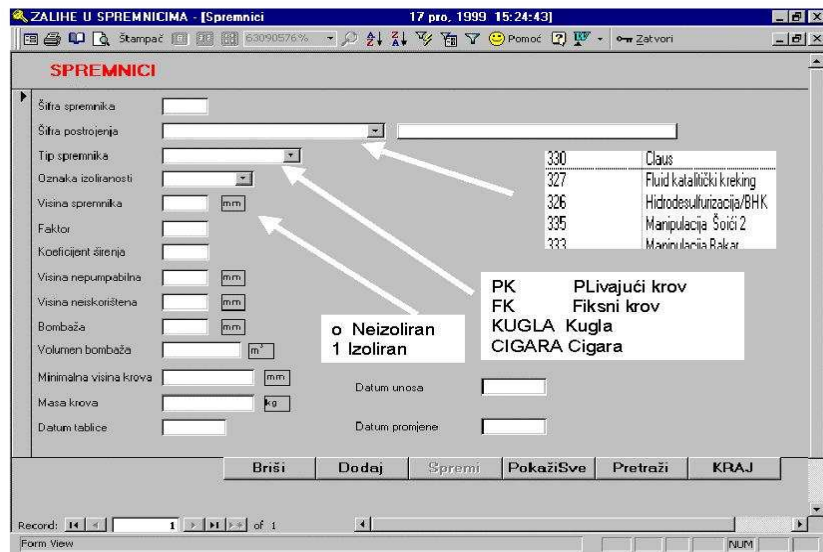 ZALIHE U SPREMNICIMA - [Spremnici 17 pro, 1999 15:24:43]
Štampač 63090576% Pomoć Zatvori
SPREMNICI
Šifra spremnika
Šifra postrojenja
Tip spremnika
Oznaka izoliranosti
Visina spremnika mm
Faktor
Koeficijent širenja
Visina nepumpabilna mm
Visina neiskorištena mm
Bombaža mm
Volumen bombaža m³
Minimalna visina krova mm
Masa krova kg
Datum tablice
330 Claus
327 Fluid katalitički kreking
326 Hidrodesulfurizacija/BHK
335 Manipulacija Šoići 2
333 Manipulacija Bakar
PK PLivajući krov
FK Fiksni krov
KUGLA Kugla
CIGARA Cigara
o Neizoliran
1 Izoliran
Datum unosa
Datum promjene
Briši Dodaj Spremi PokažiSve Pretraži KRAJ
Record: 1 of 1
Form View NUM